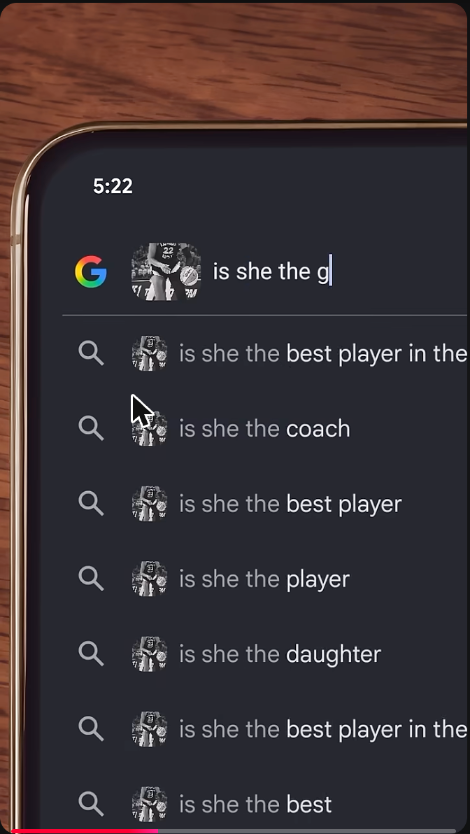 5:22
22
is she the g
is she the best player in the
is she the coach
is she the best player
is she the player
is she the daughter
is she the best player in the
is she the best